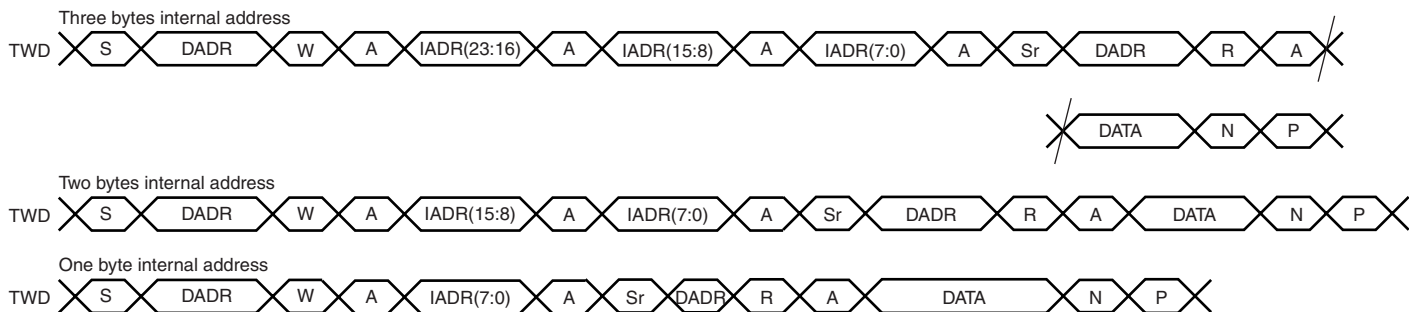 Three bytes internal address
TWD S DADR W A IADR(23:16) A IADR(15:8) A IADR(7:0) A Sr DADR R A
DATA N P
Two bytes internal address
TWD S DADR W A IADR(15:8) A IADR(7:0) A Sr DADR R A DATA N P
One byte internal address
TWD S DADR W A IADR(7:0) A Sr DADR R A DATA N P